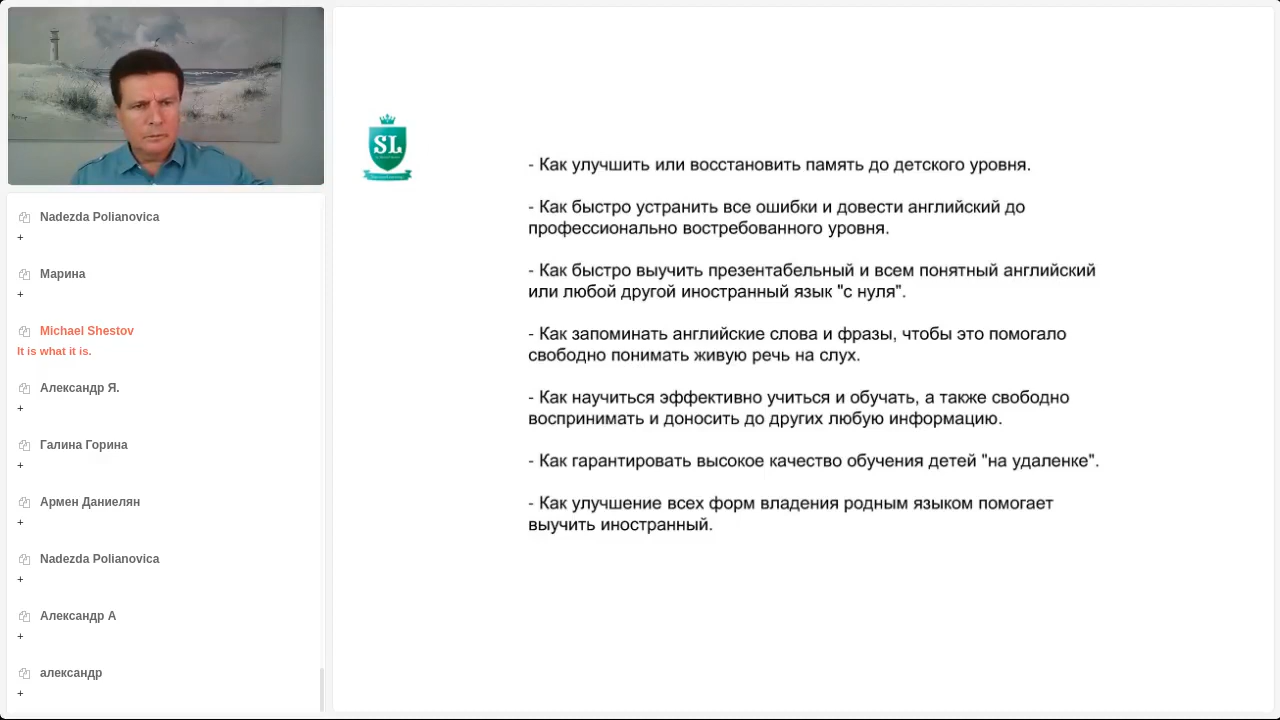 Nadezda Polianovica
+
Марина
+
Michael Shestov
It is what it is.
Александр Я.
+
Галина Горина
+
Армен Даниелян
+
Nadezda Polianovica
+
Александр А
+
александр
+
SL
- Как улучшить или восстановить память до детского уровня.
- Как быстро устранить все ошибки и довести английский до
профессионально востребованного уровня.
- Как быстро выучить презентабельный и всем понятный английский
или любой другой иностранный язык "с нуля".
- Как запоминать английские слова и фразы, чтобы это помогало
свободно понимать живую речь на слух.
- Как научиться эффективно учиться и обучать, а также свободно
воспринимать и доносить до других любую информацию.
- Как гарантировать высокое качество обучения детей "на удаленке".
- Как улучшение всех форм владения родным языком помогает
выучить иностранный.